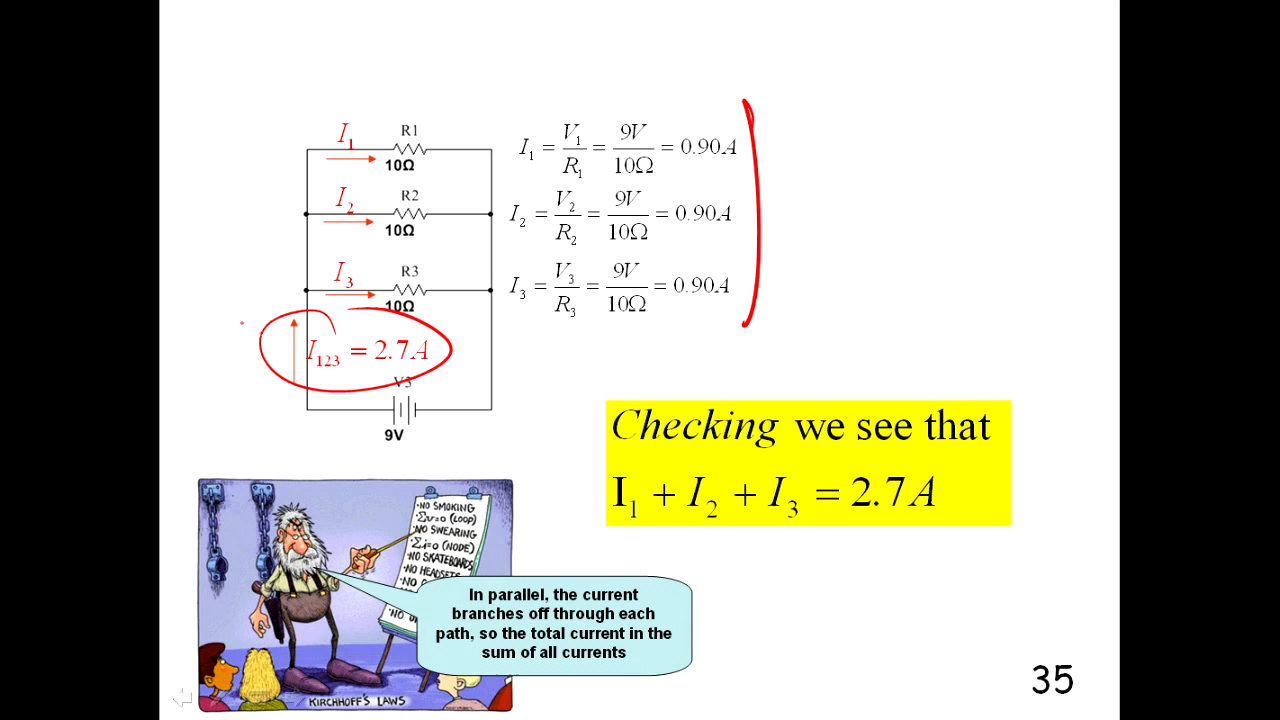 I₁
R1
10Ω
I₁ = V₁/R₁ = 9V/10Ω = 0.90A
I₂
R2
10Ω
I₂ = V₂/R₂ = 9V/10Ω = 0.90A
I₃
R3
10Ω
I₃ = V₃/R₃ = 9V/10Ω = 0.90A
I₁₂₃ = 2.7A
V3
9V
Checking we see that
I₁ + I₂ + I₃ = 2.7A
·NO SMOKING
·Σv=0 (LOOP)
·NO SWEARING
·Σi=0 (NODE)
·NO SKATEBOARDS
·NO HEADSETS
·NO
·NO
In parallel, the current
branches off through each
path, so the total current in the
sum of all currents
KIRCHHOFF'S LAWS
35